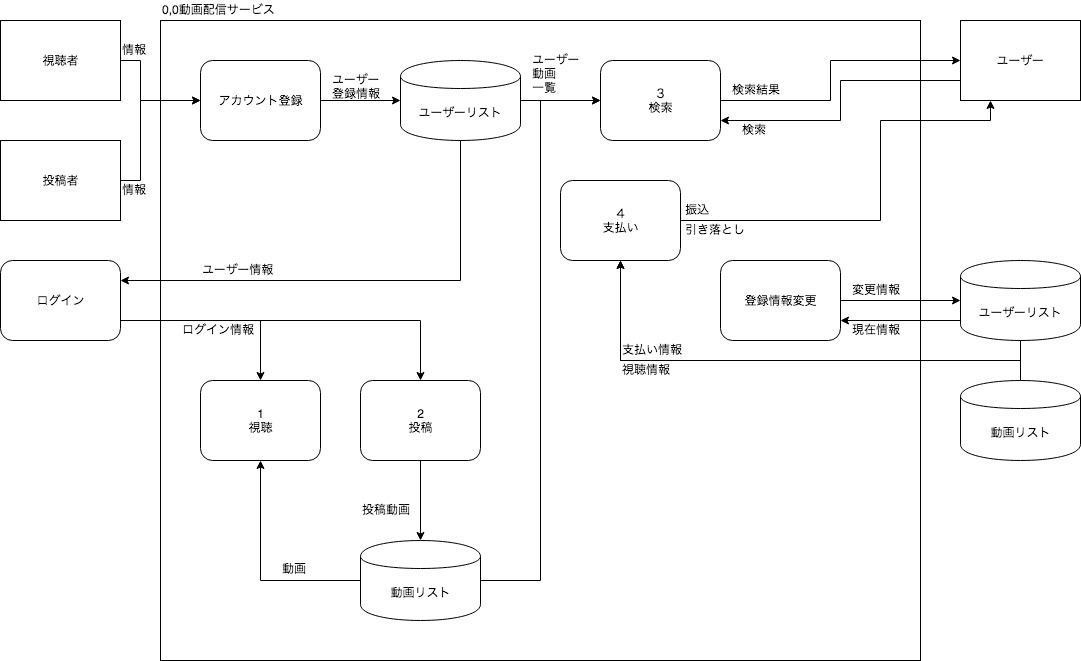 0,0動画配信サービス
視聴者
情報
投稿者
情報
アカウント登録
ユーザー
登録情報
ユーザーリスト
ユーザー
動画
一覧
3
検索
検索結果
検索
ユーザー
4
支払い
振込
引き落とし
ログイン
ユーザー情報
ログイン情報
登録情報変更
変更情報
現在情報
ユーザーリスト
支払い情報
視聴情報
動画リスト
1
視聴
2
投稿
投稿動画
動画
動画リスト